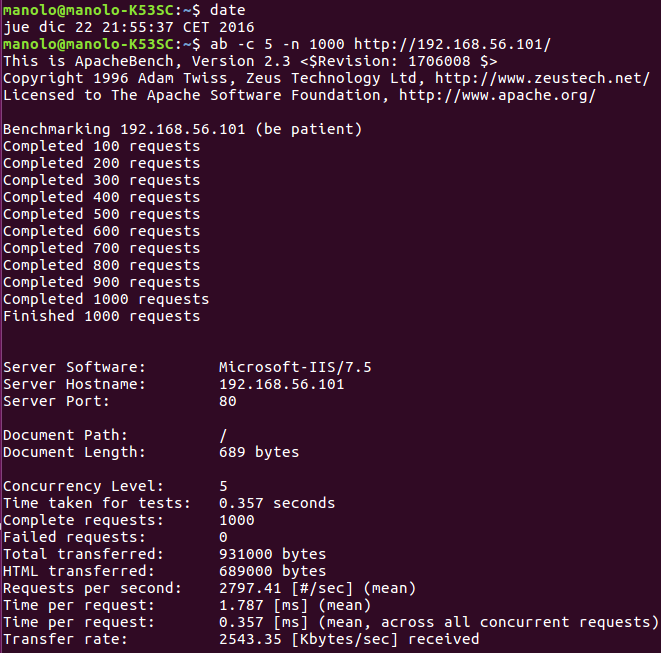 manolo@manolo-K53SC:~$ date
jue dic 22 21:55:37 CET 2016
manolo@manolo-K53SC:~$ ab -c 5 -n 1000 http://192.168.56.101/
This is ApacheBench, Version 2.3 <$Revision: 1706008 $>
Copyright 1996 Adam Twiss, Zeus Technology Ltd, http://www.zeustech.net/
Licensed to The Apache Software Foundation, http://www.apache.org/
Benchmarking 192.168.56.101 (be patient)
Completed 100 requests
Completed 200 requests
Completed 300 requests
Completed 400 requests
Completed 500 requests
Completed 600 requests
Completed 700 requests
Completed 800 requests
Completed 900 requests
Completed 1000 requests
Finished 1000 requests
Server Software: Microsoft-IIS/7.5
Server Hostname: 192.168.56.101
Server Port: 80
Document Path: /
Document Length: 689 bytes
Concurrency Level: 5
Time taken for tests: 0.357 seconds
Complete requests: 1000
Failed requests: 0
Total transferred: 931000 bytes
HTML transferred: 689000 bytes
Requests per second: 2797.41 [#/sec] (mean)
Time per request: 1.787 [ms] (mean)
Time per request: 0.357 [ms] (mean, across all concurrent requests)
Transfer rate: 2543.35 [Kbytes/sec] received